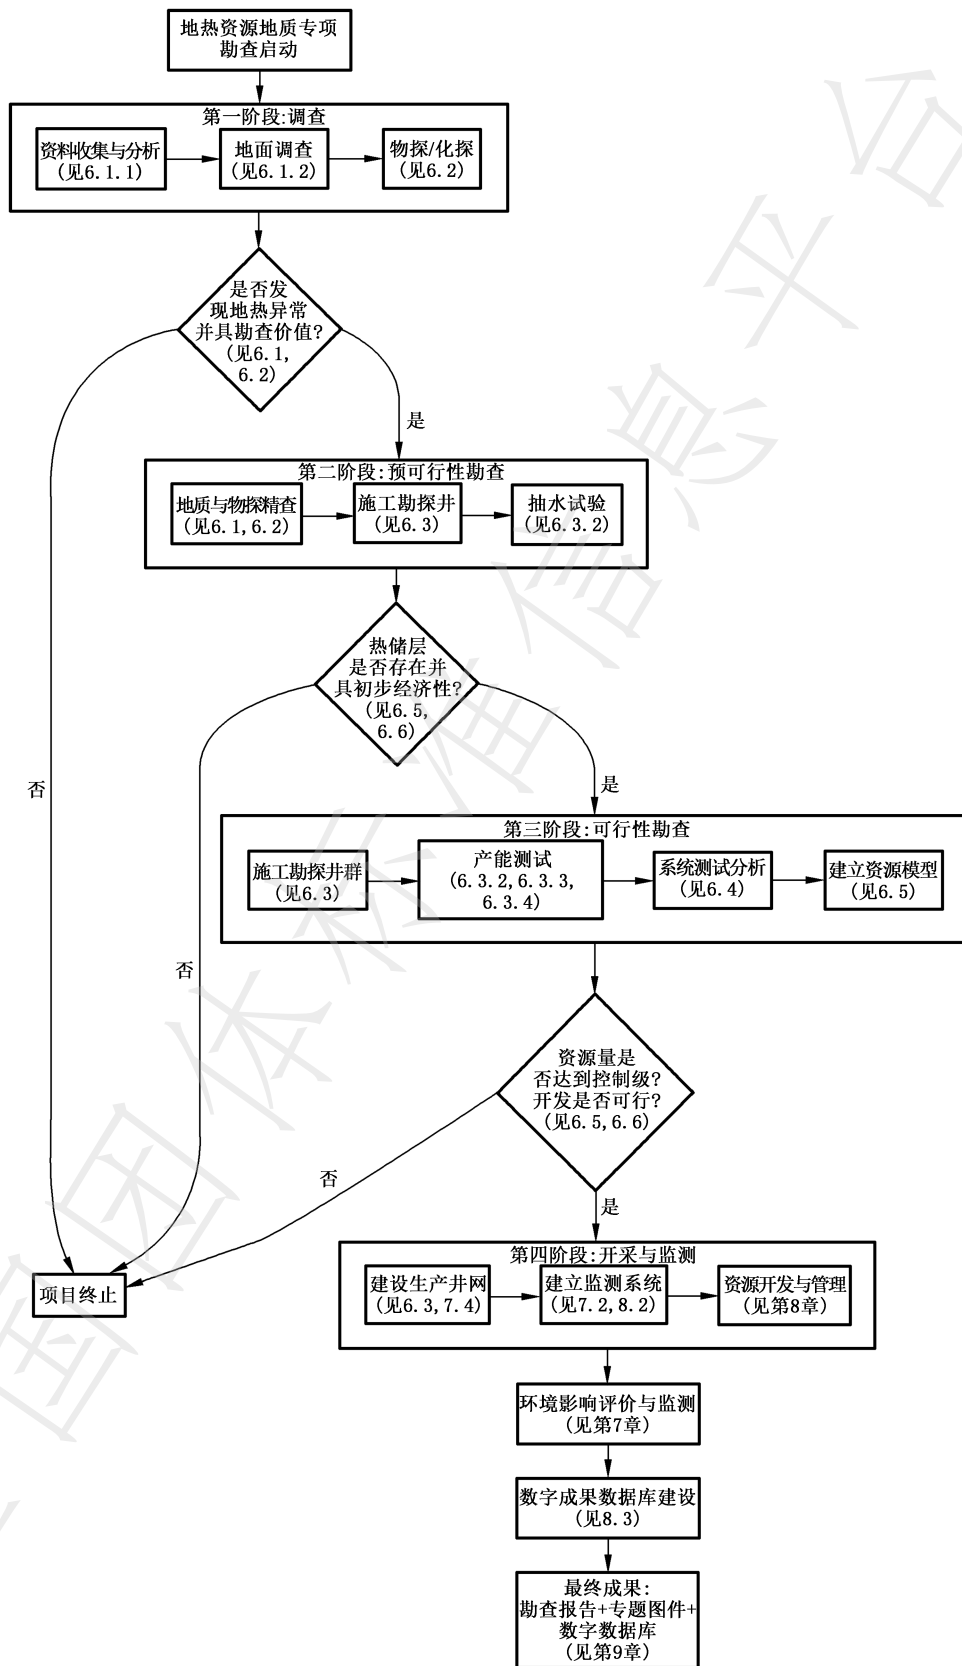 地热资源地质专项
勘查启动
第一阶段:调查
资料收集与分析
(见6.1.1)
地面调查
(见6.1.2)
物探/化探
(见6.2)
是否发
现地热异常
并具勘查价值?
(见6.1,
6.2)
是
第二阶段:预可行性勘查
地质与物探精查
(见6.1,6.2)
施工勘探井
(见6.3)
抽水试验
(见6.3.2)
热储层
是否存在并
具初步经济性?
(见6.5,
6.6)
否
是
第三阶段:可行性勘查
施工勘探井群
(见6.3)
产能测试
(6.3.2,6.3.3,
6.3.4)
系统测试分析
(见6.4)
建立资源模型
(见6.5)
否
资源量是
否达到控制级?
开发是否可行?
(见6.5,6.6)
否
是
第四阶段:开采与监测
建设生产井网
(见6.3,7.4)
建立监测系统
(见7.2,8.2)
资源开发与管理
(见第8章)
项目终止
环境影响评价与监测
(见第7章)
数字成果数据库建设
(见8.3)
最终成果:
勘查报告+专题图件+
数字数据库
(见第9章)
国团体标准信息平台